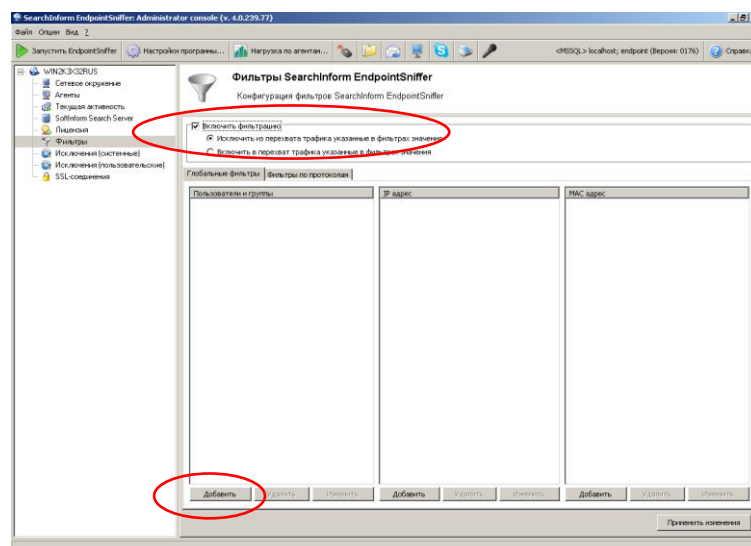 SearchInform EndpointSniffer: Administrator console (v. 4.0.239.77)
Файл Опции Вид ?
Запустить EndpointSniffer Настройки программы... Нагрузка по агентам... <MSSQL> localhost; endpoint (Версия: 0176) Справка
WIN2K3X32RUS
Сетевое окружение
Агенты
Текущая активность
SoftInform Search Server
Лицензия
Фильтры
Исключения (системные)
Исключения (пользовательские)
SSL-соединения
Фильтры SearchInform EndpointSniffer
Конфигурация фильтров SearchInform EndpointSniffer
Включить фильтрацию
Исключить из перехвата трафика указанные в фильтрах значения
Включить в перехват трафика указанные в фильтрах значения
Глобальные фильтры Фильтры по протоколам
Пользователи и группы IP адрес MAC адрес
Добавить Удалить Изменить Добавить Удалить Изменить Добавить Удалить Изменить
Применить изменения